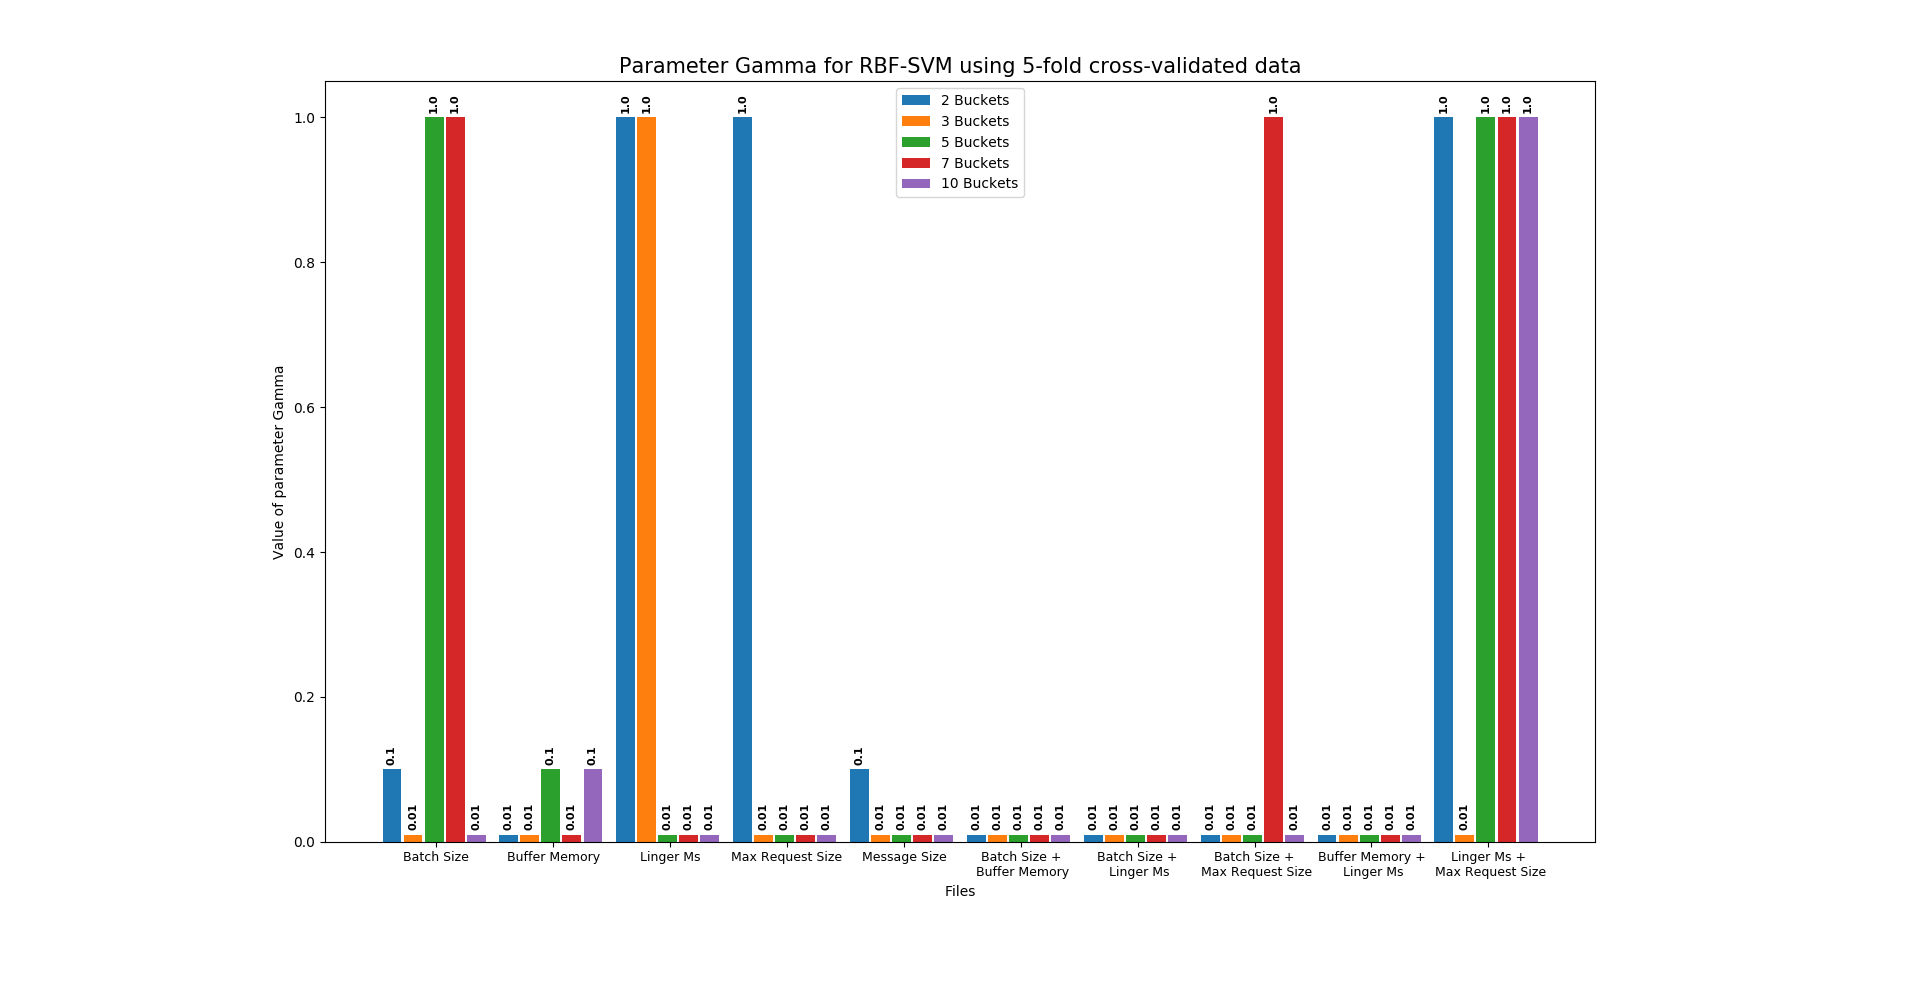 Parameter Gamma for RBF-SVM using 5-fold cross-validated data
2 Buckets
3 Buckets
5 Buckets
7 Buckets
10 Buckets
Value of parameter Gamma
1.0
0.8
0.6
0.4
0.2
0.0
0.1 0.01 1.0 1.0 0.01
0.01 0.01 0.1 0.01 0.1
1.0 1.0 0.01 0.01 0.01
1.0 0.01 0.01 0.01 0.01
0.1 0.01 0.01 0.01 0.01
0.01 0.01 0.01 0.01 0.01
0.01 0.01 0.01 0.01 0.01
0.01 0.01 0.01 1.0 0.01
0.01 0.01 0.01 0.01 0.01
1.0 0.01 1.0 1.0 1.0
Batch Size
Buffer Memory
Linger Ms
Max Request Size
Message Size
Batch Size +
Buffer Memory
Batch Size +
Linger Ms
Batch Size +
Max Request Size
Buffer Memory +
Linger Ms
Linger Ms +
Max Request Size
Files